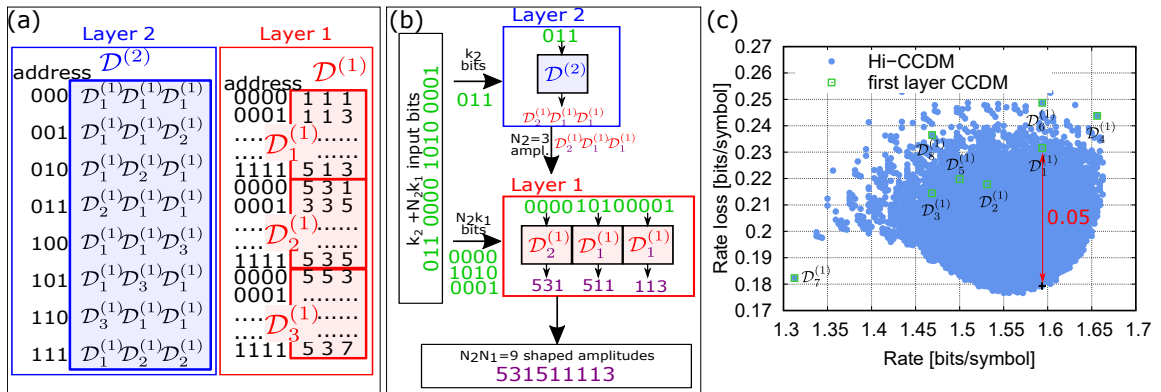 (a)
Layer 2
Layer 1
𝒟^(2)
𝒟^(1)
address
address
000 𝒟₁^(1)𝒟₁^(1)𝒟₁^(1)
001 𝒟₁^(1)𝒟₁^(1)𝒟₂^(1)
010 𝒟₁^(1)𝒟₂^(1)𝒟₁^(1)
011 𝒟₂^(1)𝒟₁^(1)𝒟₁^(1)
100 𝒟₁^(1)𝒟₁^(1)𝒟₃^(1)
101 𝒟₁^(1)𝒟₃^(1)𝒟₁^(1)
110 𝒟₃^(1)𝒟₁^(1)𝒟₁^(1)
111 𝒟₁^(1)𝒟₂^(1)𝒟₂^(1)
0000 1 1 1
0001 1 1 3
.... ........
𝒟₁^(1)
.... ......
1111 5 1 3
0000 5 3 1
0001 3 3 5
.... ........
𝒟₂^(1)
.... ......
1111 5 3 5
0000 5 5 3
0001 ........
.... ......
𝒟₃^(1)
.... ......
1111 5 3 7
(b)
Layer 2
k₂+N₂k₁ input bits
011 0000 1010 0001
k₂
bits
011
011
𝒟^(2)
𝒟₂^(1)𝒟₁^(1)𝒟₁^(1)
N₂=3
ampl.
𝒟₂^(1)𝒟₁^(1)𝒟₁^(1)
Layer 1
N₂k₁
bits
0000
1010
0001
0000 1010 0001
𝒟₂^(1) 𝒟₁^(1) 𝒟₁^(1)
531 511 113
N₂N₁=9 shaped amplitudes
531511113
(c)
Rate loss [bits/symbol]
0.27
0.26
0.25
0.24
0.23
0.22
0.21
0.2
0.19
0.18
0.17
Hi-CCDM
first layer CCDM
𝒟₆^(1)
𝒟₄^(1)
𝒟₈^(1)
𝒟₅^(1)
𝒟₁^(1)
𝒟₃^(1)
𝒟₂^(1)
0.05
𝒟₇^(1)
1.3 1.35 1.4 1.45 1.5 1.55 1.6 1.65 1.7
Rate [bits/symbol]